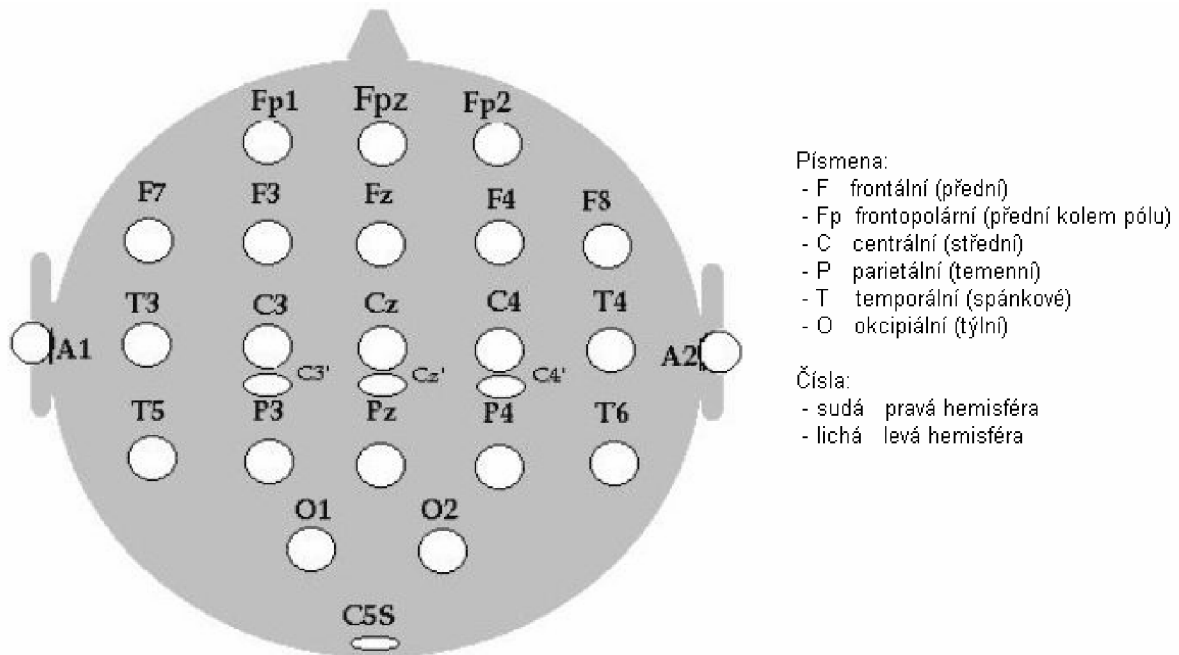 Fp1 Fpz Fp2
F7 F3 Fz F4 F8
T3 C3 Cz C4 T4
A1 A2
C3' Cz' C4'
T5 P3 Pz P4 T6
O1 O2
C5S
Písmena:
- F frontální (přední)
- Fp frontopolární (přední kolem pólu)
- C centrální (střední)
- P parietální (temenní)
- T temporální (spánkové)
- O okcipiální (týlní)
Čísla:
- sudá pravá hemisféra
- lichá levá hemisféra